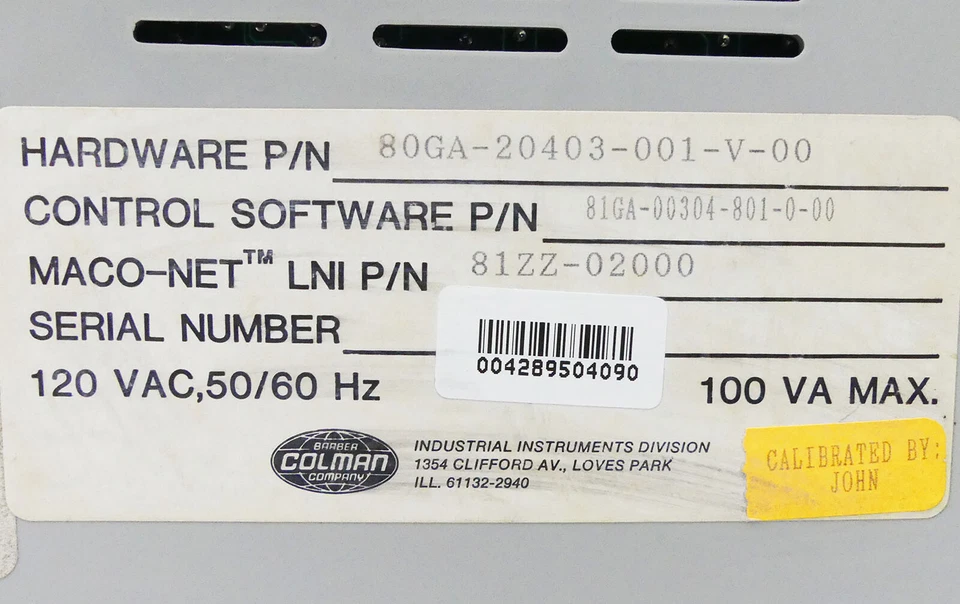 HARDWARE P/N 80GA-20403-001-V-00
CONTROL SOFTWARE P/N 81GA-00304-801-0-00
MACO-NET™ LNI P/N 81ZZ-02000
SERIAL NUMBER
004289504090
120 VAC,50/60 Hz 100 VA MAX.
BARBER
COLMAN
COMPANY
INDUSTRIAL INSTRUMENTS DIVISION
1354 CLIFFORD AV., LOVES PARK
ILL. 61132-2940
CALIBRATED BY:
JOHN